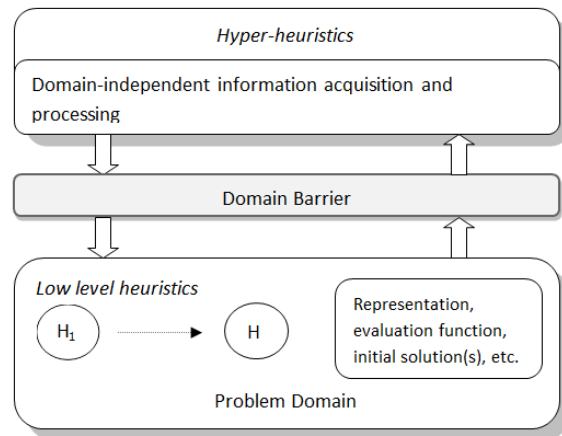 Hyper-heuristics
Domain-independent information acquisition and
processing
Domain Barrier
Low level heuristics
H₁
H
Representation,
evaluation function,
initial solution(s), etc.
Problem Domain